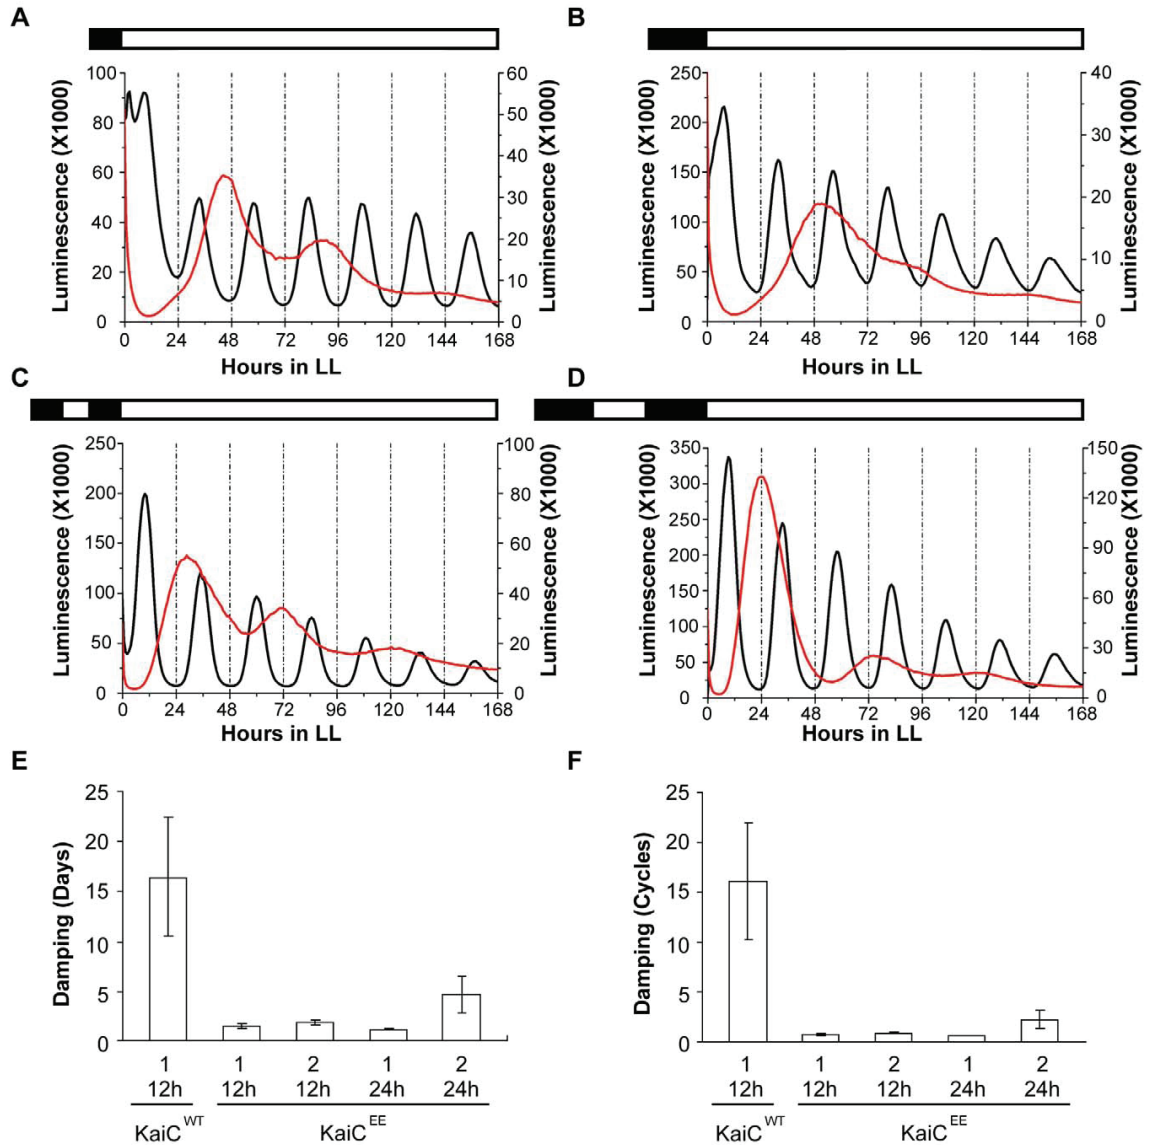 A
Luminescence (X1000)
100
80
60
40
20
0
60
50
40
30
20
10
0
Luminescence (X1000)
0 24 48 72 96 120 144 168
Hours in LL
B
Luminescence (X1000)
250
200
150
100
50
0
40
30
20
10
0
Luminescence (X1000)
0 24 48 72 96 120 144 168
Hours in LL
C
Luminescence (X1000)
250
200
150
100
50
0
100
80
60
40
20
0
Luminescence (X1000)
0 24 48 72 96 120 144 168
Hours in LL
D
Luminescence (X1000)
350
300
250
200
150
100
50
0
150
120
90
60
30
0
Luminescence (X1000)
0 24 48 72 96 120 144 168
Hours in LL
E
Damping (Days)
25
20
15
10
5
0
1 1 2 1 2
12h 12h 12h 24h 24h
KaiC^WT KaiC^EE
F
Damping (Cycles)
25
20
15
10
5
0
1 1 2 1 2
12h 12h 12h 24h 24h
KaiC^WT KaiC^EE